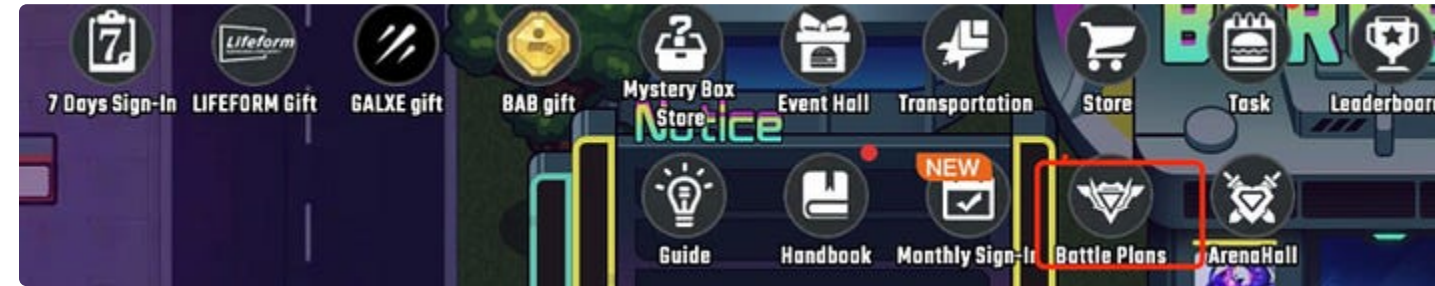 7
Lifeform
7 Days Sign-In
LIFEFORM Gift
GALXE gift
BAB gift
Mystery Box
Store
Event Hall
Transportation
Store
Task
Leaderboar
Notice
NEW
Guide
Handbook
Monthly Sign-In
Battle Plans
ArenaHall